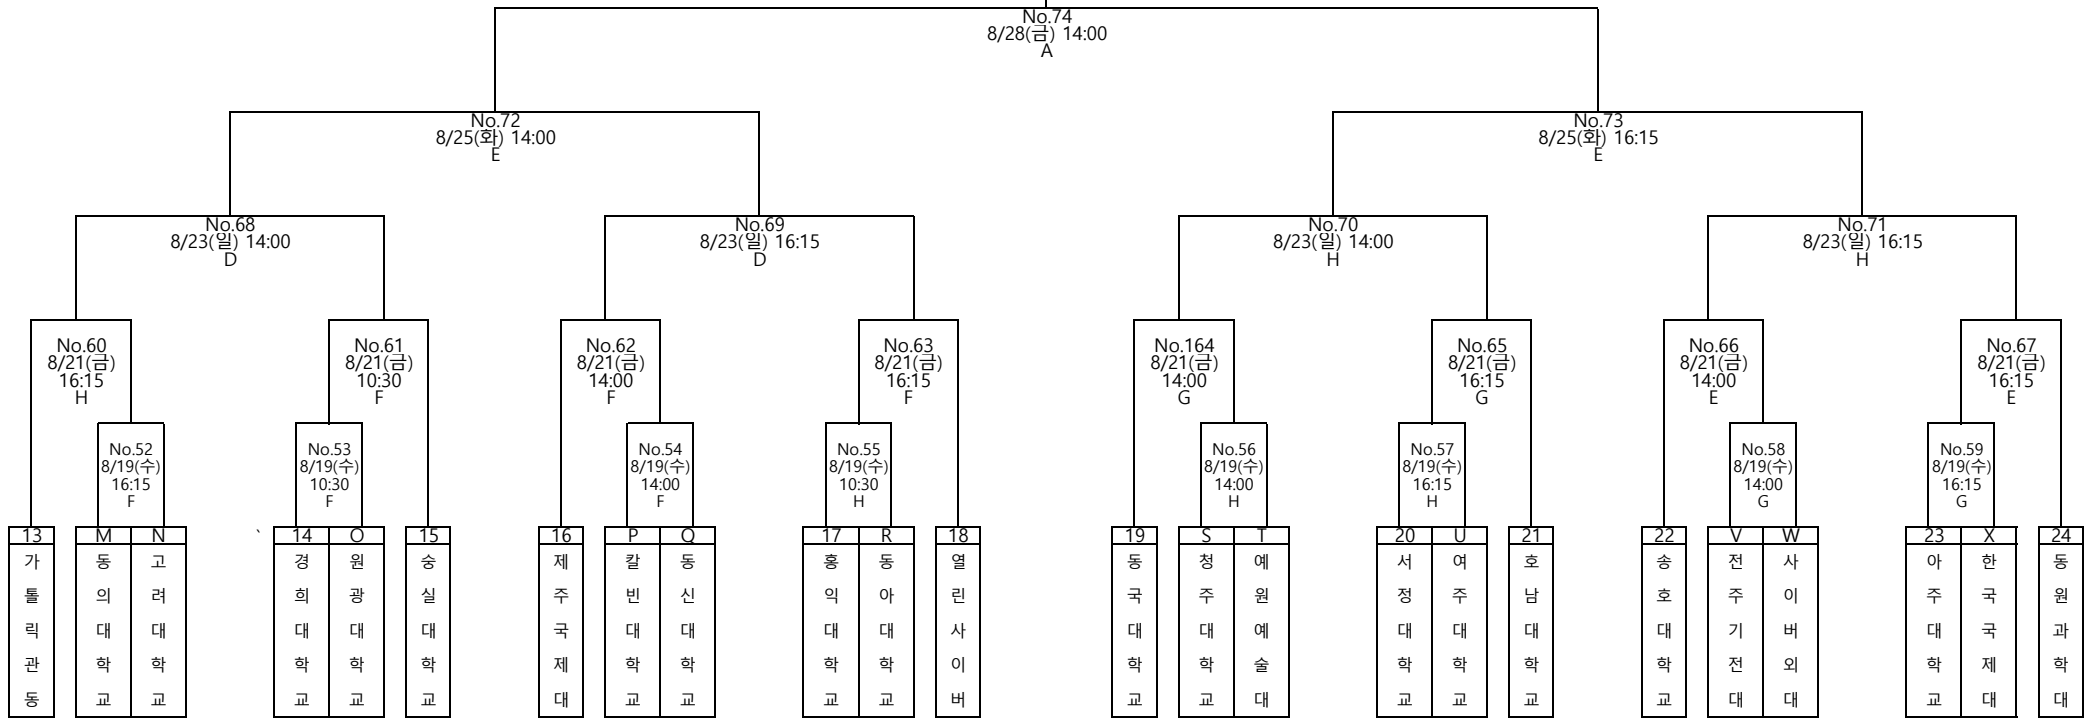 No.74
8/28(금) 14:00
A
No.72
8/25(화) 14:00
E
No.73
8/25(화) 16:15
E
No.68
8/23(일) 14:00
D
No.69
8/23(일) 16:15
D
No.70
8/23(일) 14:00
H
No.71
8/23(일) 16:15
H
No.60
8/21(금)
16:15
H
No.61
8/21(금)
10:30
F
No.62
8/21(금)
14:00
F
No.63
8/21(금)
16:15
F
No.164
8/21(금)
14:00
G
No.65
8/21(금)
16:15
G
No.66
8/21(금)
14:00
E
No.67
8/21(금)
16:15
E
No.52
8/19(수)
16:15
F
No.53
8/19(수)
10:30
F
No.54
8/19(수)
14:00
F
No.55
8/19(수)
10:30
H
No.56
8/19(수)
14:00
H
No.57
8/19(수)
16:15
H
No.58
8/19(수)
14:00
G
No.59
8/19(수)
16:15
G
13
가톨릭관동
M
동의대학교
N
고려대학교
`
14
경희대학교
O
원광대학교
15
숭실대학교
16
제주국제대
P
칼빈대학교
Q
동신대학교
17
홍익대학교
R
동아대학교
18
열린사이버
19
동국대학교
S
청주대학교
T
예원예술대
20
서정대학교
U
여주대학교
21
호남대학교
22
송호대학교
V
전주기전대
W
사이버외대
23
아주대학교
X
한국국제대
24
동원과학대